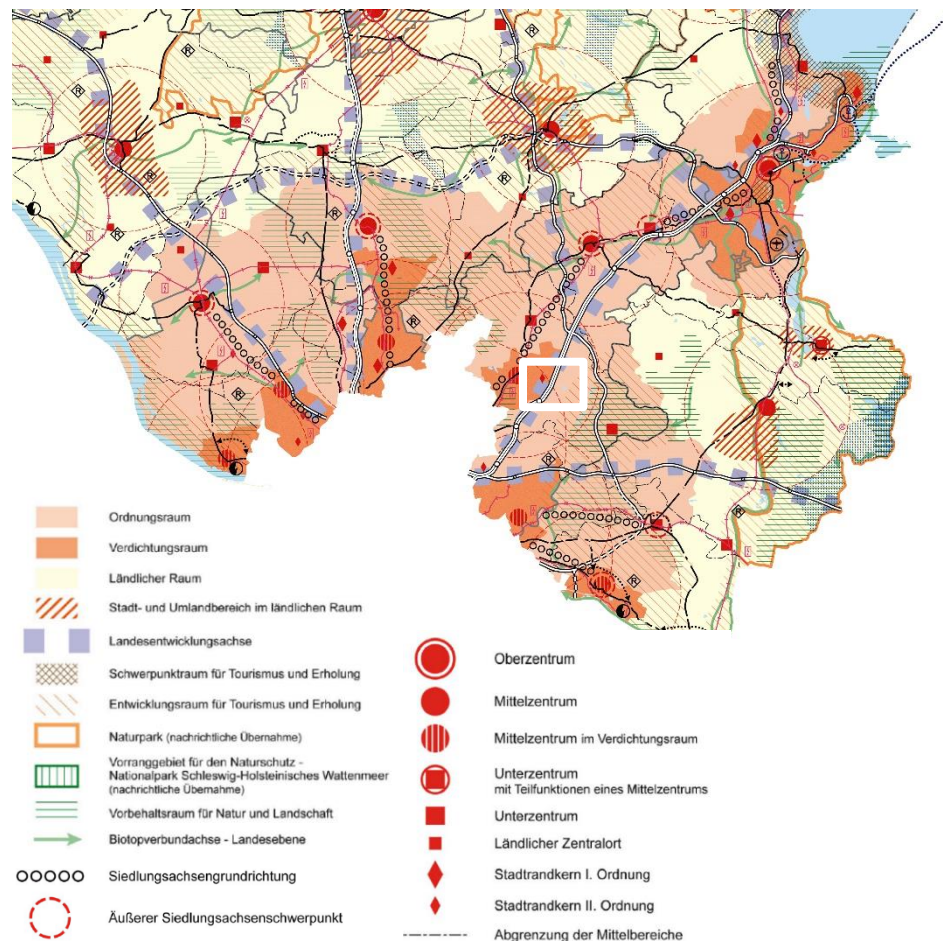 R
R
R
R
R
R
R
R
R
R
R
R
R
R
Ordnungsraum
Verdichtungsraum
Ländlicher Raum
Stadt- und Umlandbereich im ländlichen Raum
Landesentwicklungsachse
Schwerpunktraum für Tourismus und Erholung
Entwicklungsraum für Tourismus und Erholung
Naturpark (nachrichtliche Übernahme)
Vorranggebiet für den Naturschutz -
Nationalpark Schleswig-Holsteinisches Wattenmeer
(nachrichtliche Übernahme)
Vorbehaltsraum für Natur und Landschaft
Biotopverbundachse - Landesebene
Siedlungsachsengrundrichtung
Äußerer Siedlungsachsenschwerpunkt
Oberzentrum
Mittelzentrum
Mittelzentrum im Verdichtungsraum
Unterzentrum
mit Teilfunktionen eines Mittelzentrums
Unterzentrum
Ländlicher Zentralort
Stadtrandkern I. Ordnung
Stadtrandkern II. Ordnung
Abgrenzung der Mittelbereiche